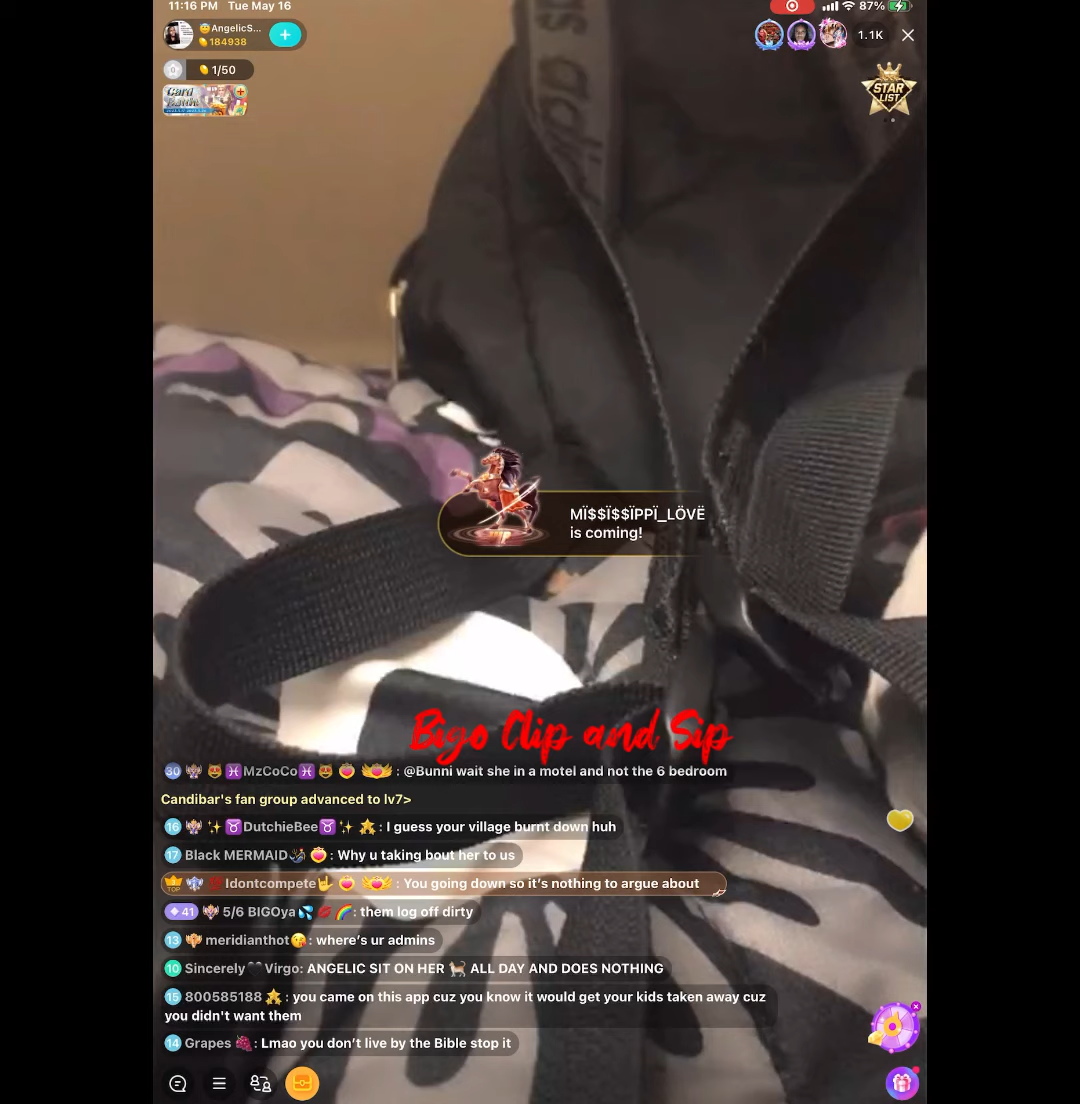 11:16 PM Tue May 16
87%
😇AngelicS...
184938
1.1K
1/50
STAR
LIST
MÏ$$Ï$$ÏPPÏ_LÖVË
is coming!
Bigo Clip and Sip
30 ♓MzCoCo♓ : @Bunni wait she in a motel and not the 6 bedroom
Candibar's fan group advanced to lv7>
16 ✨♉DutchieBee♉✨ : I guess your village burnt down huh
17 Black MERMAID : Why u taking bout her to us
TOP 💯Idontcompete🤟 : You going down so it's nothing to argue about
41 5/6 BIGOya💦💋🌈: them log off dirty
13 meridianthot😘: where's ur admins
10 Sincerely🖤Virgo: ANGELIC SIT ON HER 🐈 ALL DAY AND DOES NOTHING
15 800585188 : you came on this app cuz you know it would get your kids taken away cuz
you didn't want them
14 Grapes 🍇: Lmao you don't live by the Bible stop it